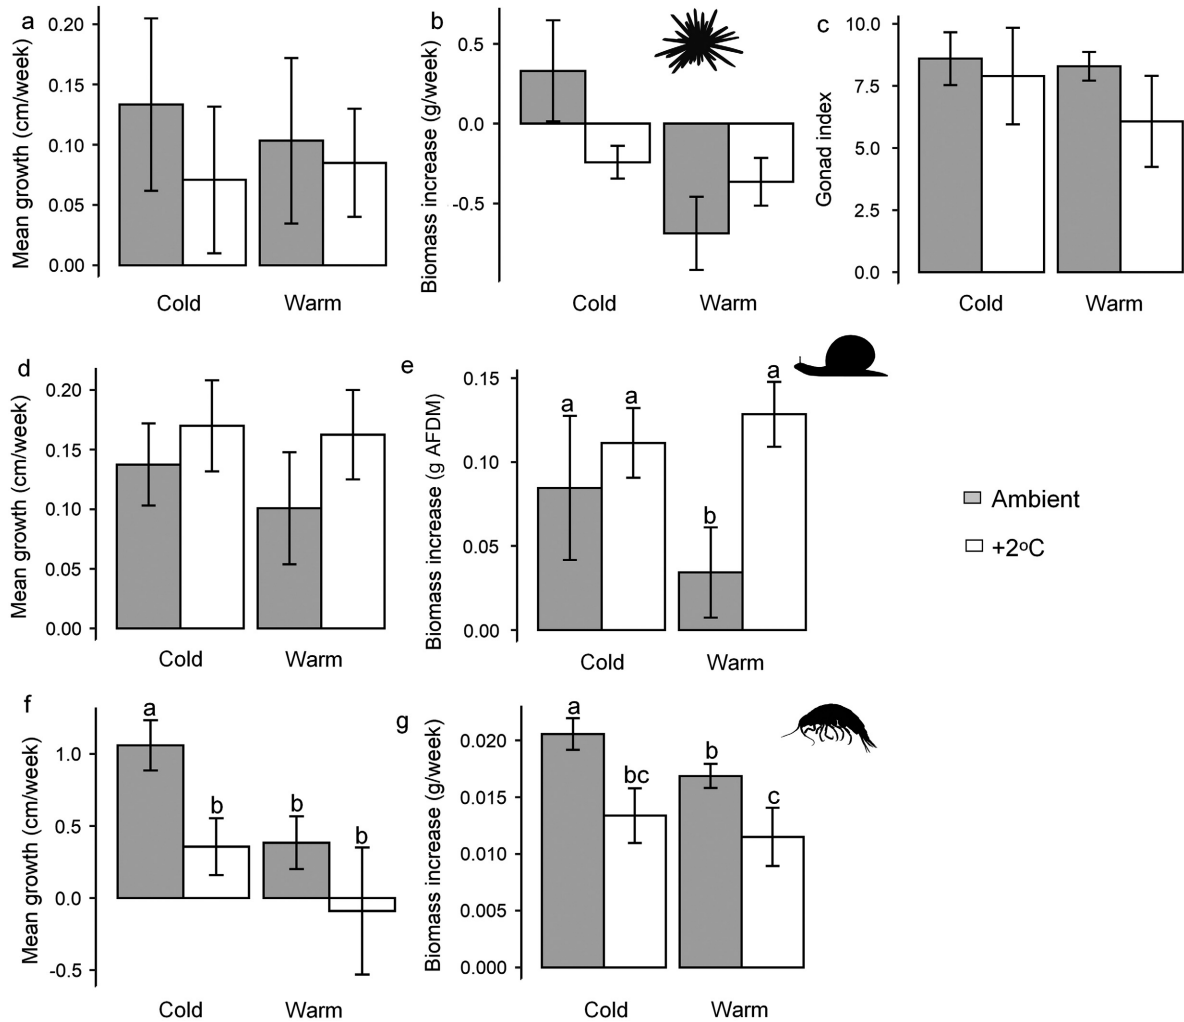 a
Mean growth (cm/week)
0.20
0.15
0.10
0.05
0.00
Cold Warm
b
Biomass increase (g/week)
0.5
0.0
-0.5
Cold Warm
c
Gonad index
10.0
7.5
5.0
2.5
0.0
Cold Warm
d
Mean growth (cm/week)
0.20
0.15
0.10
0.05
0.00
Cold Warm
e
Biomass increase (g AFDM)
0.15
0.10
0.05
0.00
a a b a
Cold Warm
Ambient
+2°C
f
Mean growth (cm/week)
1.0
0.5
0.0
-0.5
a b b b
Cold Warm
g
Biomass increase (g/week)
0.020
0.015
0.010
0.005
0.000
a bc b c
Cold Warm